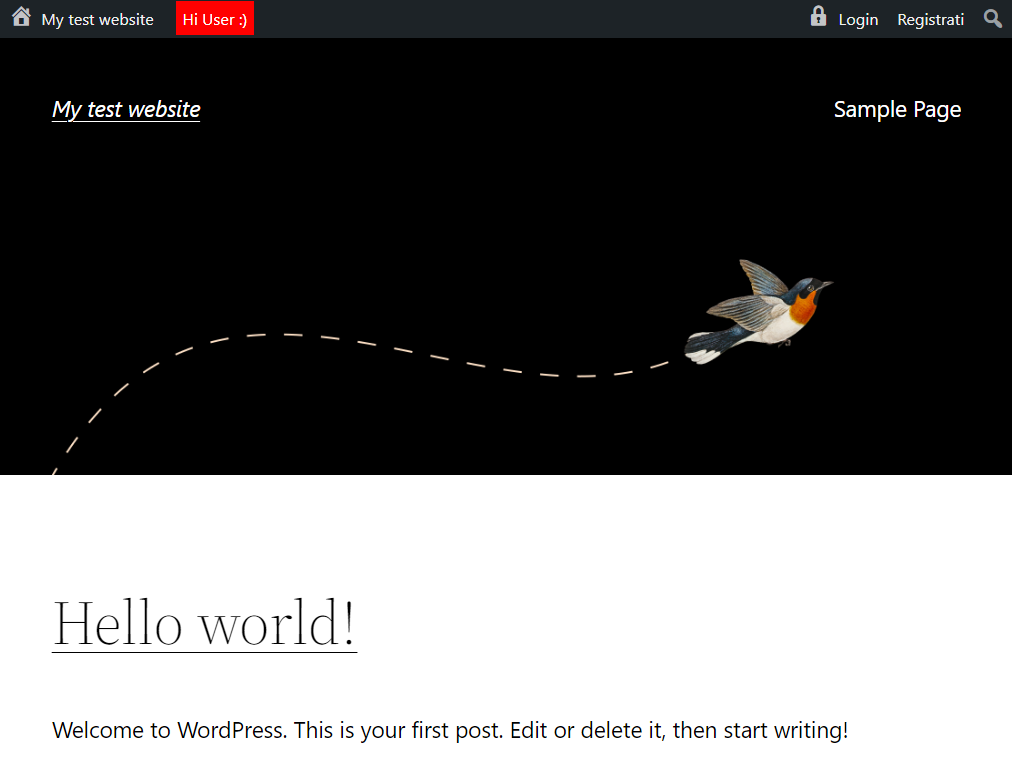 My test website Hi User :) Login Registrati
My test website Sample Page
Hello world!
Welcome to WordPress. This is your first post. Edit or delete it, then start writing!